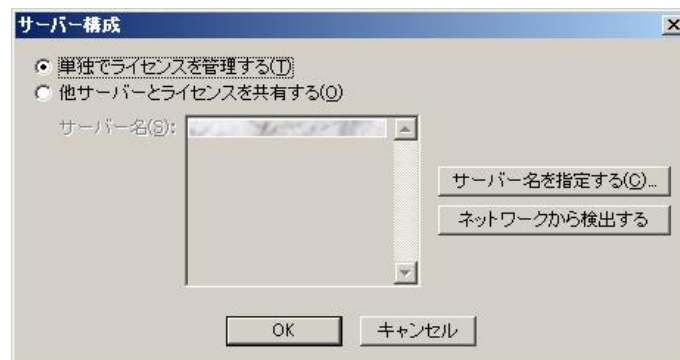 サーバー構成
単独でライセンスを管理する(T)
他サーバーとライセンスを共有する(O)
サーバー名(S):
サーバー名を指定する(C)...
ネットワークから検出する
OK
キャンセル